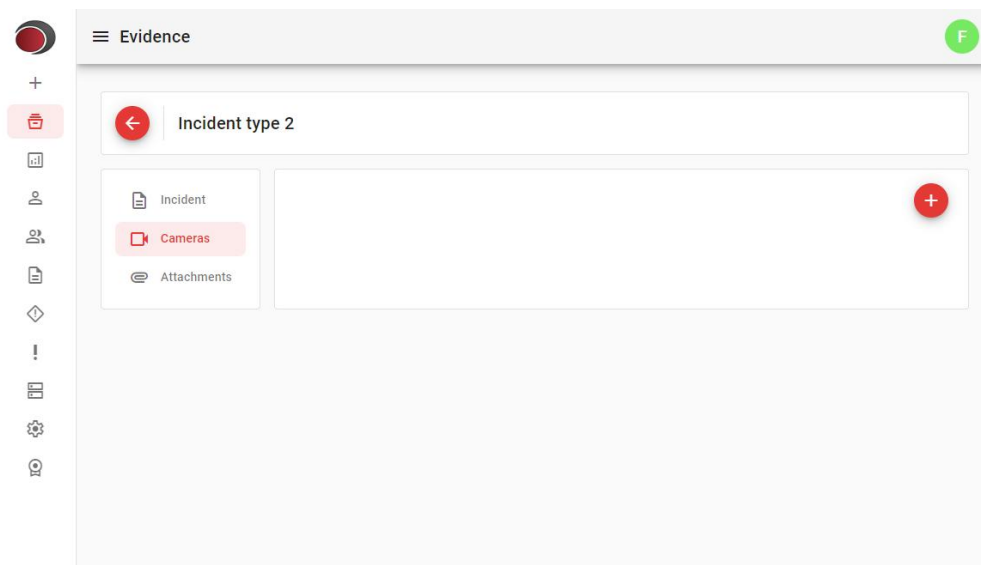 Evidence
F
Incident type 2
Incident
Cameras
Attachments